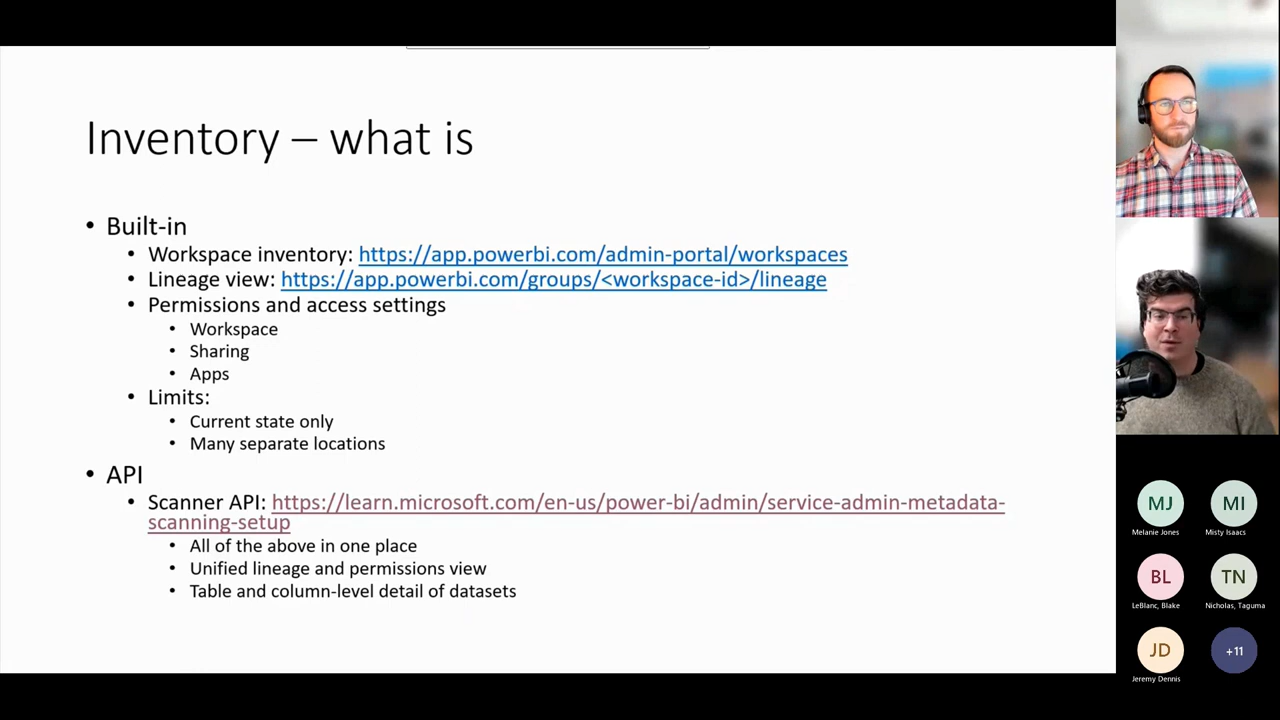 Inventory – what is
• Built-in
• Workspace inventory: https://app.powerbi.com/admin-portal/workspaces
• Lineage view: https://app.powerbi.com/groups/<workspace-id>/lineage
• Permissions and access settings
• Workspace
• Sharing
• Apps
• Limits:
• Current state only
• Many separate locations
• API
• Scanner API: https://learn.microsoft.com/en-us/power-bi/admin/service-admin-metadata-
scanning-setup
• All of the above in one place
• Unified lineage and permissions view
• Table and column-level detail of datasets
MJ
Melanie Jones
MI
Misty Isaacs
BL
LeBlanc, Blake
TN
Nicholas, Taguma
JD
Jeremy Dennis
+11